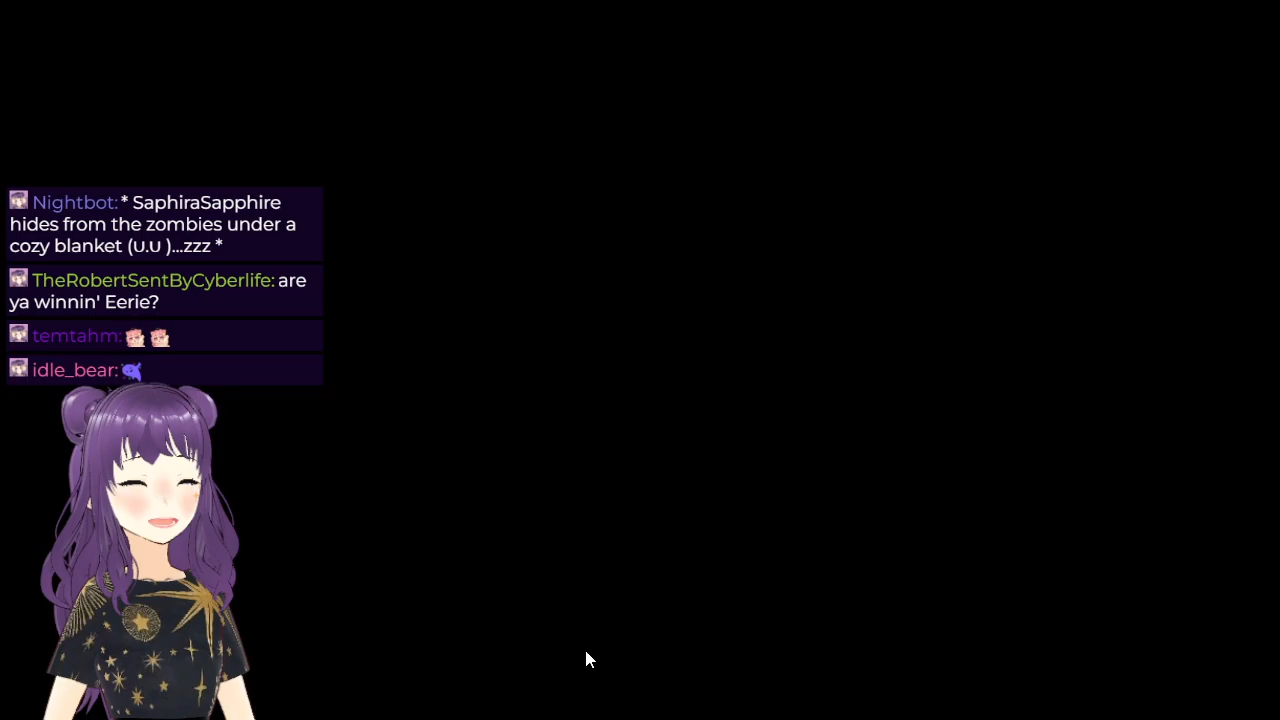 Nightbot: * SaphiraSapphire
hides from the zombies under a
cozy blanket (∪.∪ )...zzz *
TheRobertSentByCyberlife: are
ya winnin' Eerie?
temtahm:
idle_bear: